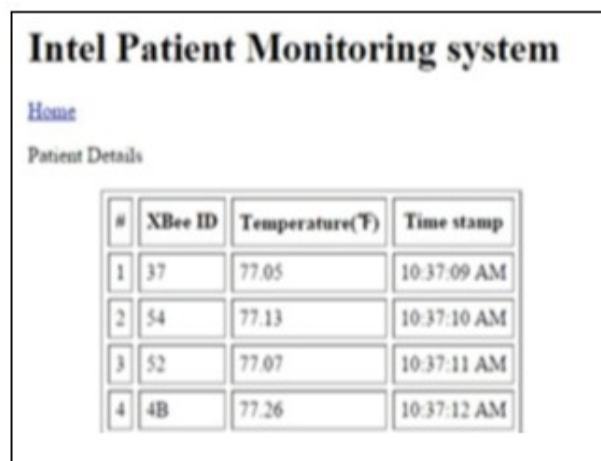 Intel Patient Monitoring system
Home
Patient Details
# XBee ID Temperature(°F) Time stamp
1 37 77.05 10:37:09 AM
2 54 77.13 10:37:10 AM
3 52 77.07 10:37:11 AM
4 4B 77.26 10:37:12 AM